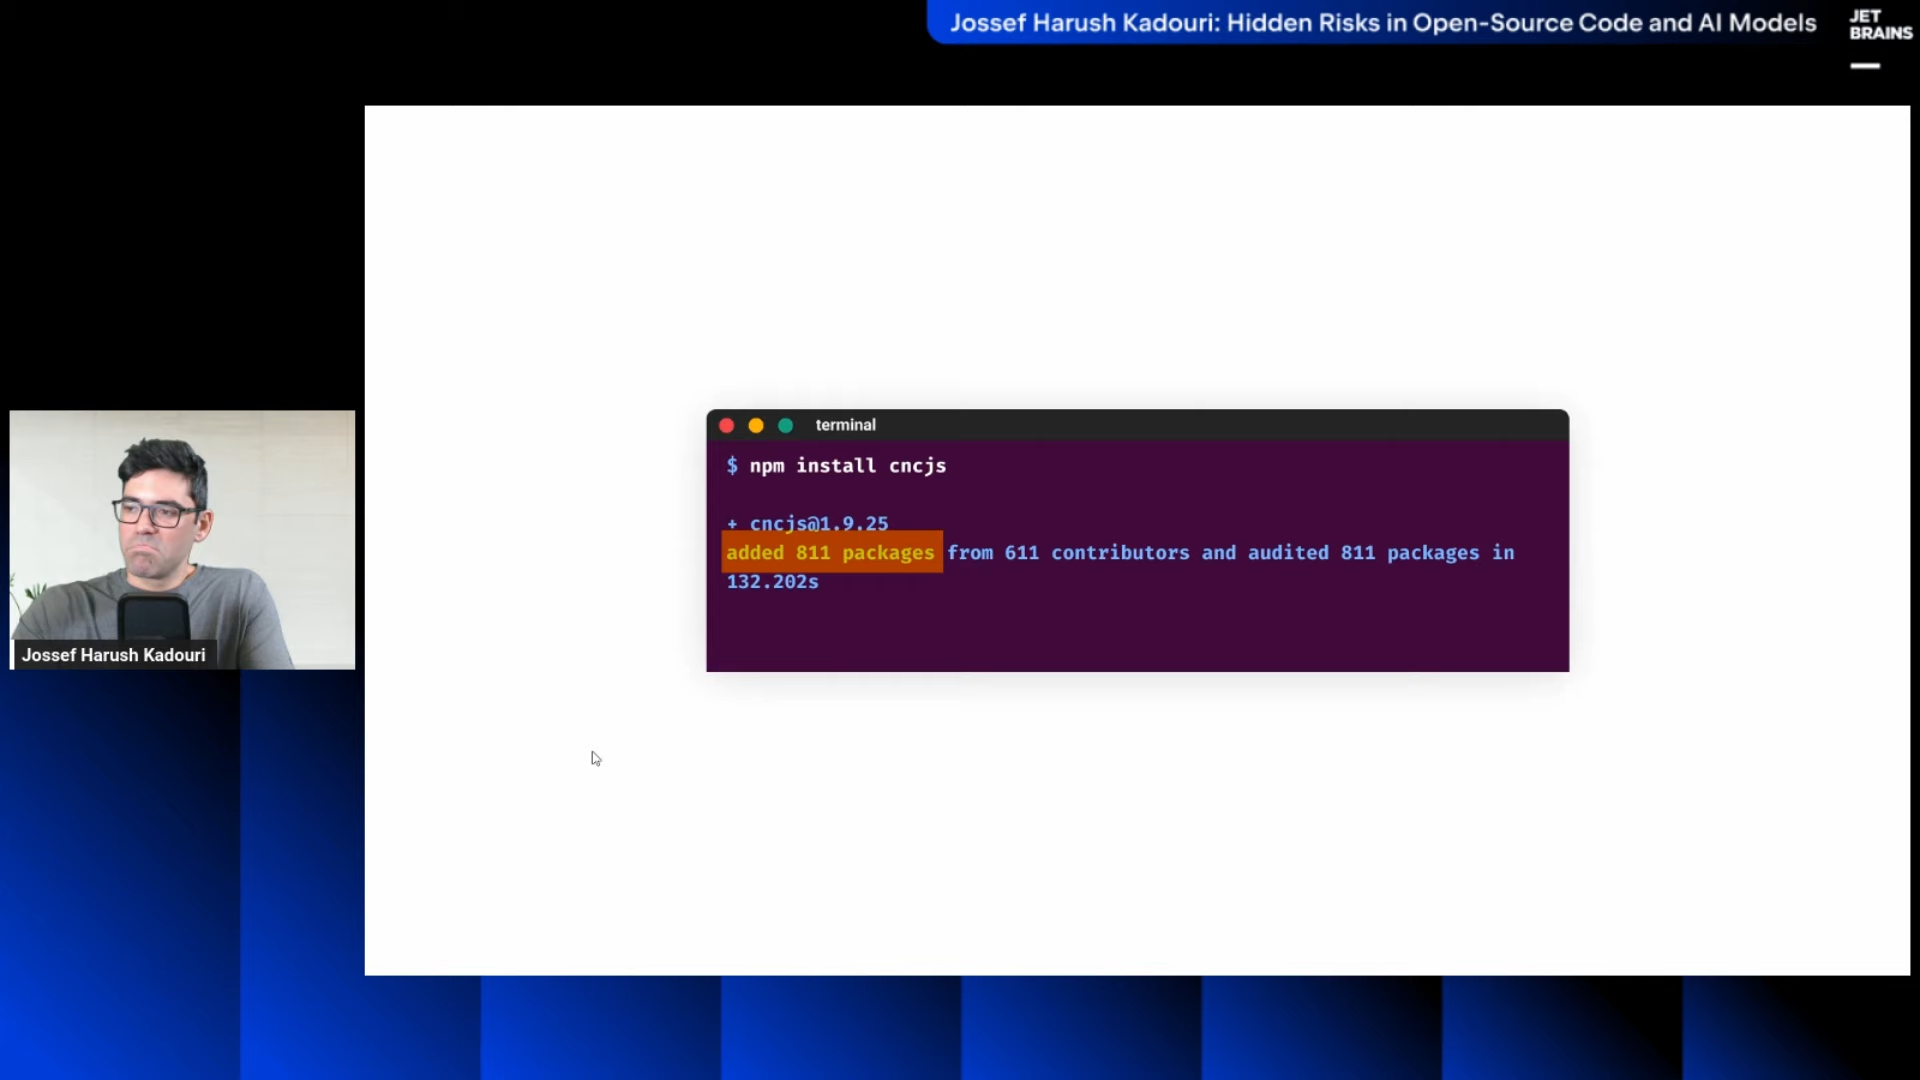 Jossef Harush Kadouri: Hidden Risks in Open-Source Code and AI Models
JET
BRAINS
terminal
$ npm install cncjs
+ cncjs@1.9.25
added 811 packages from 611 contributors and audited 811 packages in
132.202s
Jossef Harush Kadouri